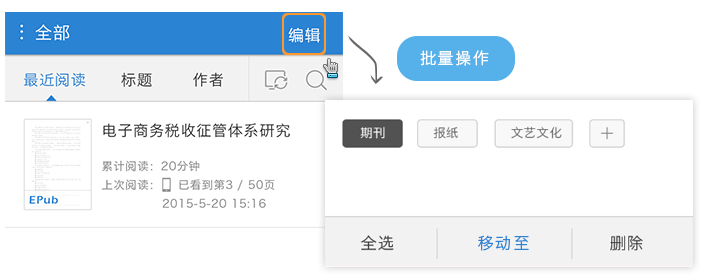 全部
编辑
批量操作
最近阅读 标题 作者
电子商务税收征管体系研究
累计阅读：20分钟
上次阅读： 已看到第3 / 50页
2015-5-20 15:16
EPub
期刊 报纸 文艺文化 +
全选 移动至 删除